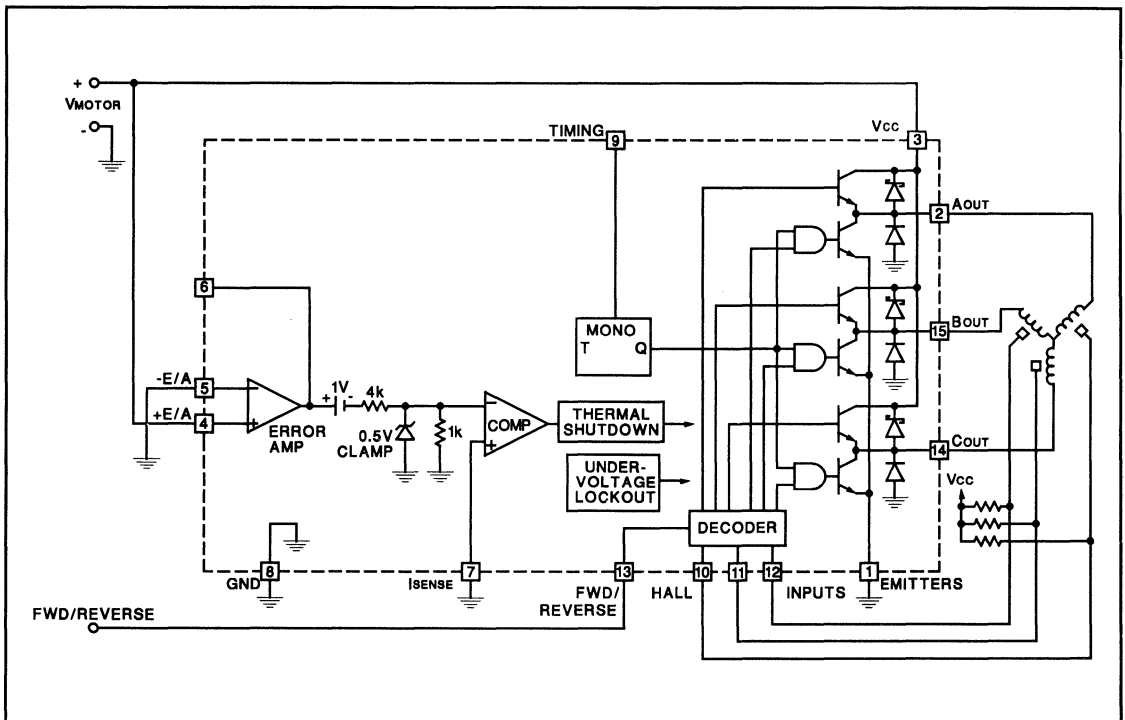 +
VMOTOR
-
TIMING
9
VCC
3
AOUT
2
6
MONO
T Q
BOUT
15
-E/A
5
+E/A
4
ERROR
AMP
+ 1V -
4k
0.5V
CLAMP
1k
-
+
COMP
THERMAL
SHUTDOWN
UNDER-
VOLTAGE
LOCKOUT
COUT
14
VCC
DECODER
GND
8
ISENSE
7
13
FWD/
REVERSE
HALL
10
11
12
INPUTS
1
EMITTERS
FWD/REVERSE